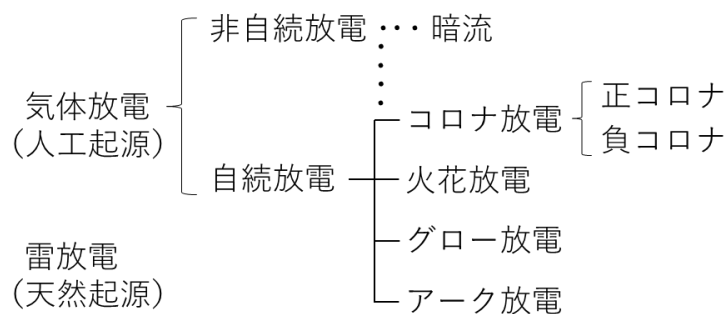 非自続放電・・・暗流
気体放電
(人工起源)
コロナ放電
正コロナ
負コロナ
自続放電
火花放電
グロー放電
アーク放電
雷放電
(天然起源)